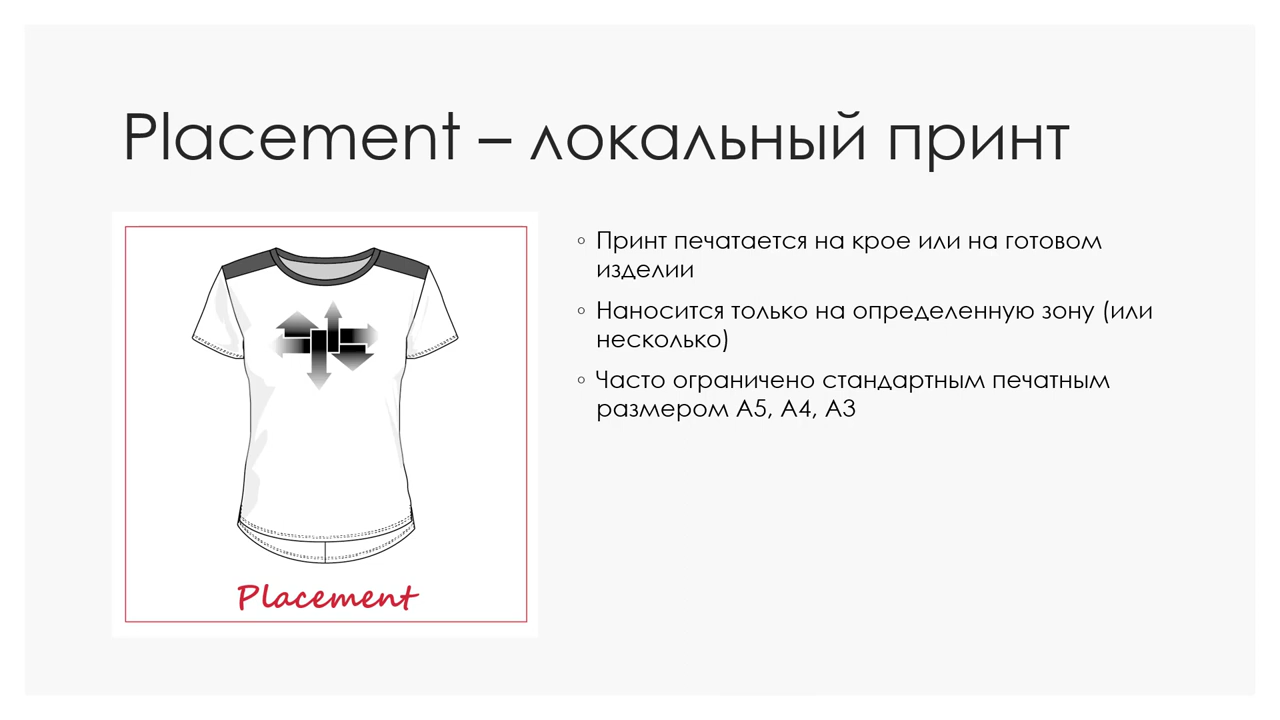 Placement – локальный принт
◦ Принт печатается на крое или на готовом
изделии
◦ Наносится только на определенную зону (или
несколько)
◦ Часто ограничено стандартным печатным
размером А5, А4, А3
Placement